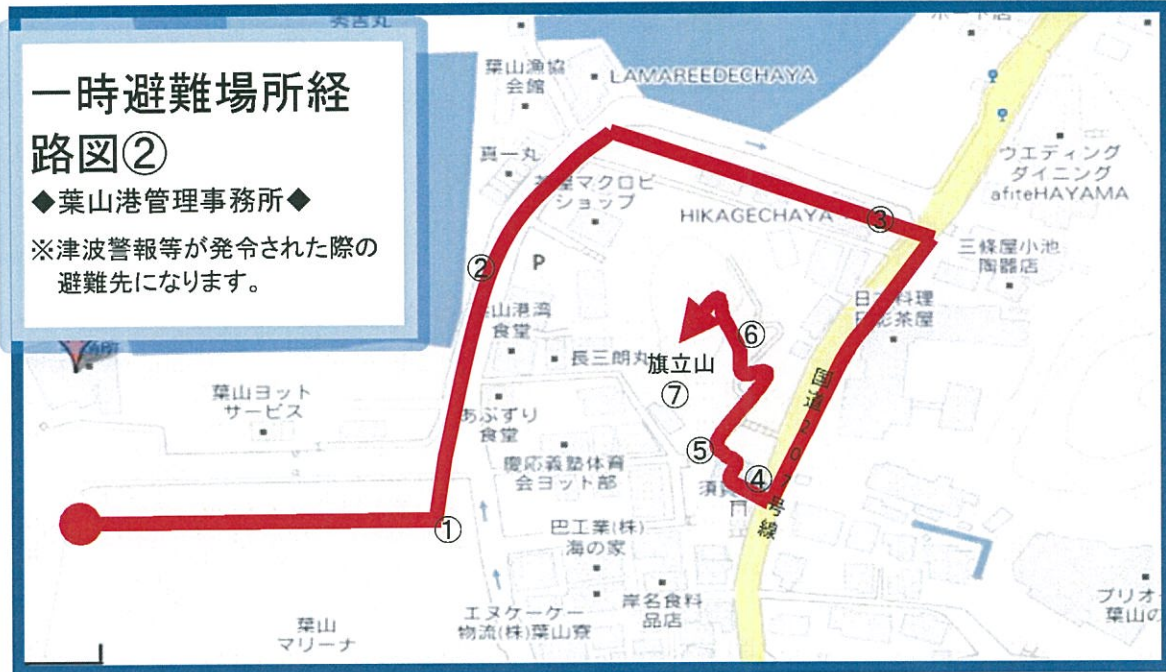 一時避難場所経
路図②
◆葉山港管理事務所◆
※津波警報等が発令された際の
避難先になります。
葉山漁協
会館
LAMAREEDECHAYA
真一丸
マクロビ
ショップ
HIKAGECHAYA
③
ウエディング
ダイニング
afiteHAYAMA
三條屋小池
陶器店
②
P
山港湾
食堂
長三朗丸
旗立山
⑦
⑥
料理
茶屋
国道207号線
葉山ヨット
サービス
あぶずり
食堂
慶応義塾体育
会ヨット部
⑤
④
①
巴工業(株)
海の家
葉山
マリーナ
エヌケーケー
物流(株)葉山寮
岸名食料
品店
ブリオ
葉山の